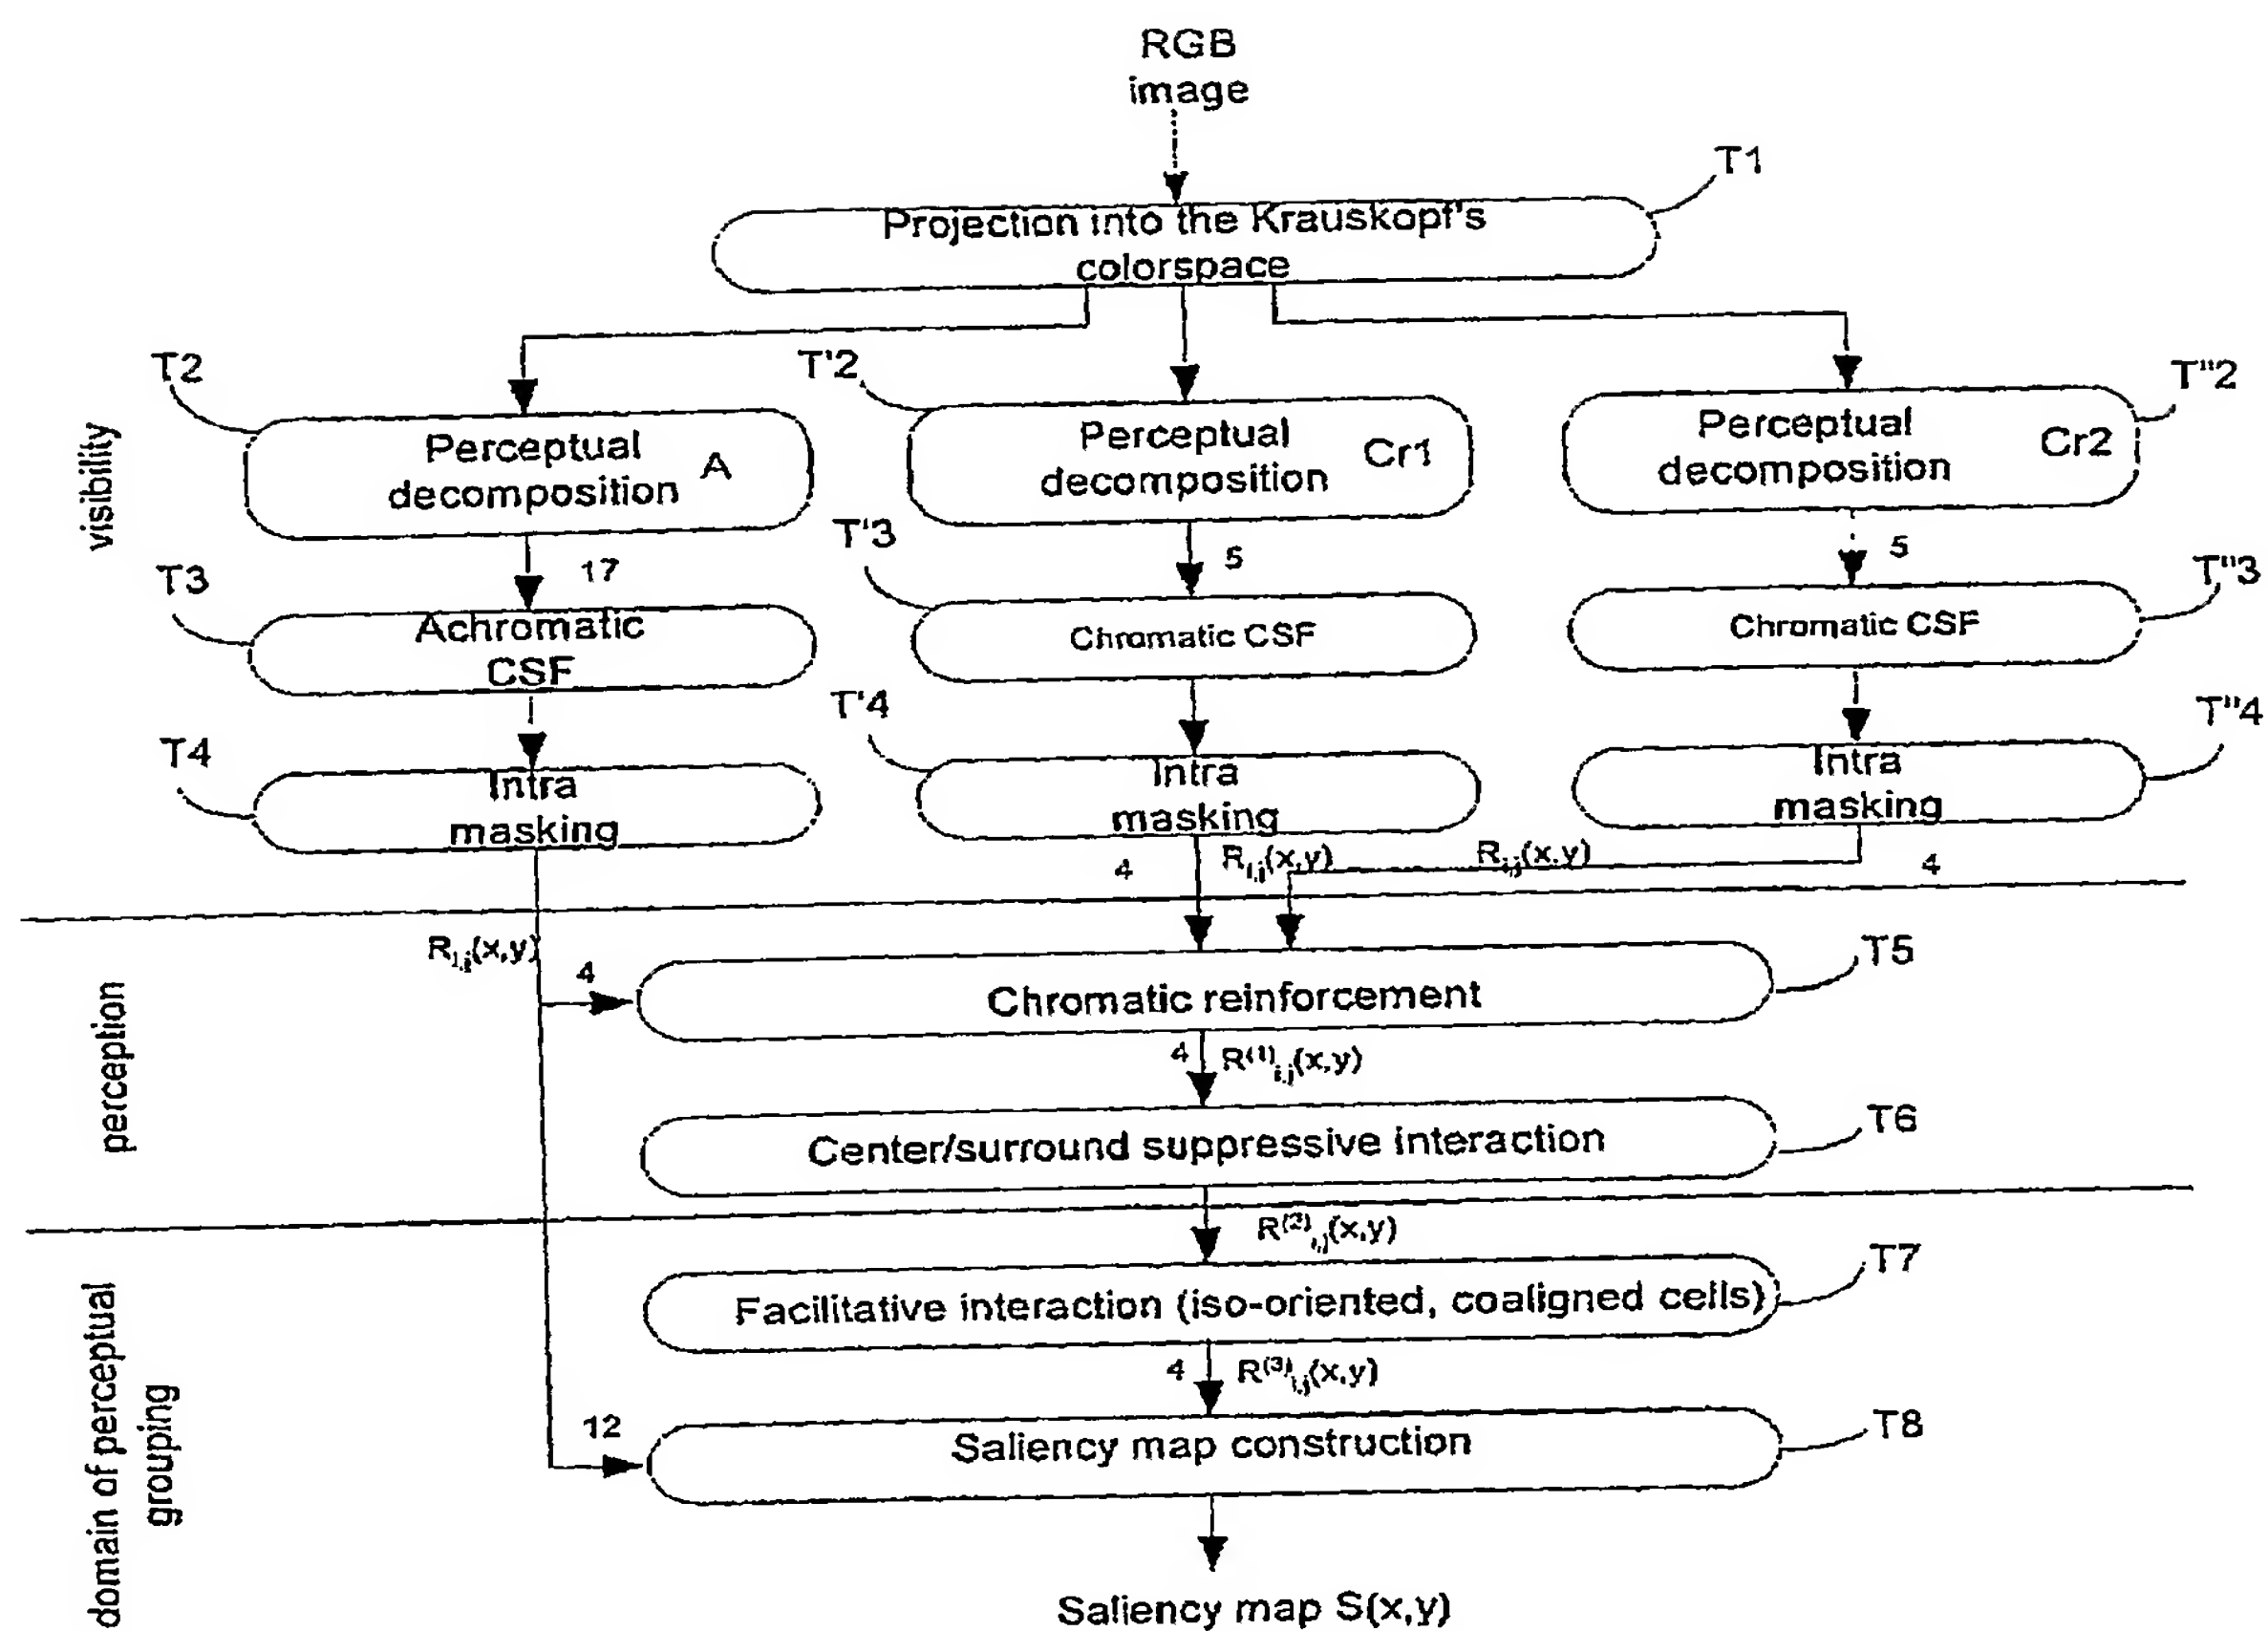 RGB
image
T1
Projection into the Krauskopf's
colorspace
T2
T'2
T"2
visibility
Perceptual
decomposition
A
Perceptual
decomposition
Cr1
Perceptual
decomposition
Cr2
17
5
5
T3
T'3
T"3
Achromatic
CSF
Chromatic CSF
Chromatic CSF
T4
T'4
T"4
Intra
masking
Intra
masking
Intra
masking
4
Ri,j(x,y)
Ri,j(x,y)
4
perception
Ri,j(x,y)
4
T5
Chromatic reinforcement
4
R(1)i,j(x,y)
T6
Center/surround suppressive interaction
R(2)i,j(x,y)
domain of perceptual
grouping
T7
Facilitative interaction (iso-oriented, coaligned cells)
4
R(3)i,j(x,y)
12
T8
Saliency map construction
Saliency map S(x,y)